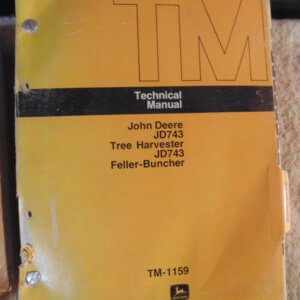 TM
Technical
Manual
John Deere
JD743
Tree Harvester
JD743
Feller-Buncher
TM-1159